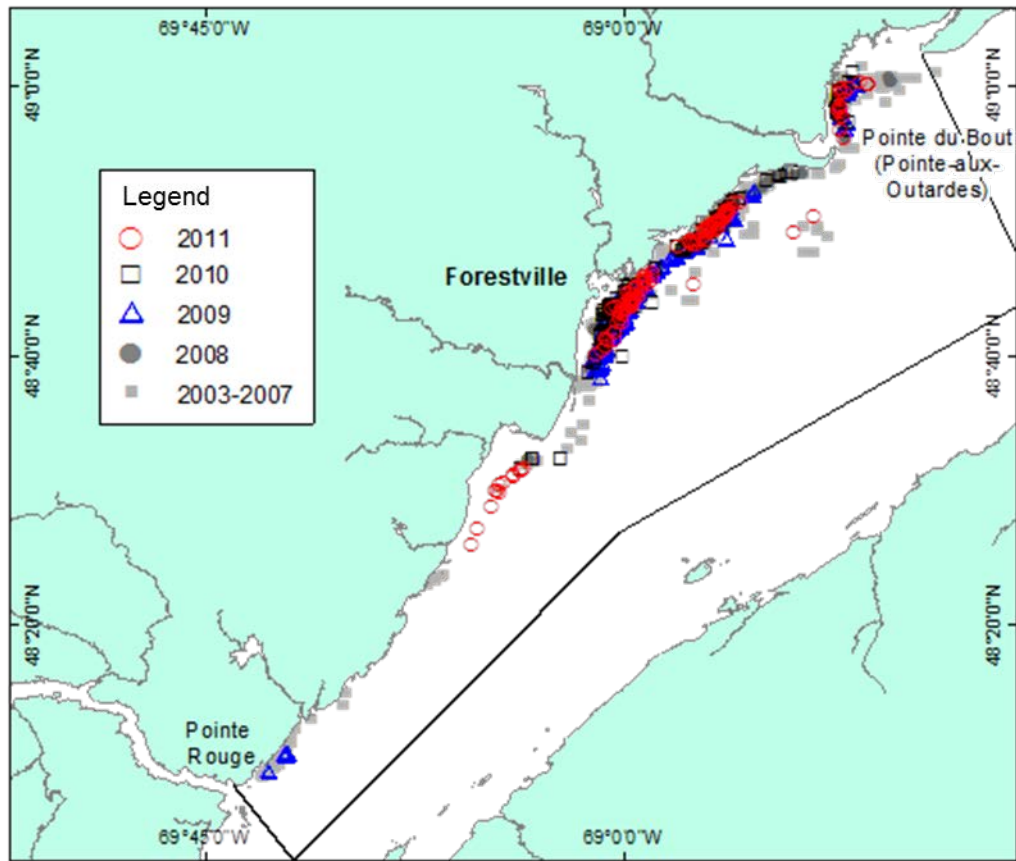 69°45'0"W
69°0'0"W
49°0'0"N
49°0'0"N
Pointe du Bout
(Pointe-aux-
Outardes)
Legend
2011
2010
2009
2008
2003-2007
Forestville
48°40'0"N
48°40'0"N
48°20'0"N
48°20'0"N
Pointe
Rouge
69°45'0"W
69°0'0"W